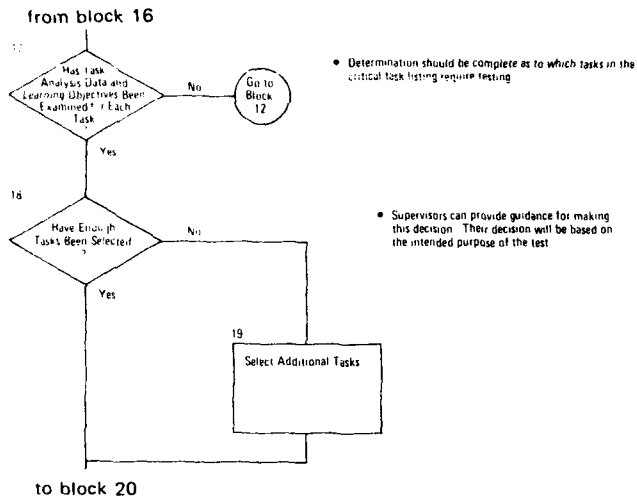 from block 16
17
Has Task
Analysis Data and
Learning Objectives Been
Examined for Each
Task
?
No
Go to
Block
12
• Determination should be complete as to which tasks in the
critical task listing require testing
Yes
18
Have Enough
Tasks Been Selected
?
No
• Supervisors can provide guidance for making
this decision Their decision will be based on
the intended purpose of the test
Yes
19
Select Additional Tasks
to block 20